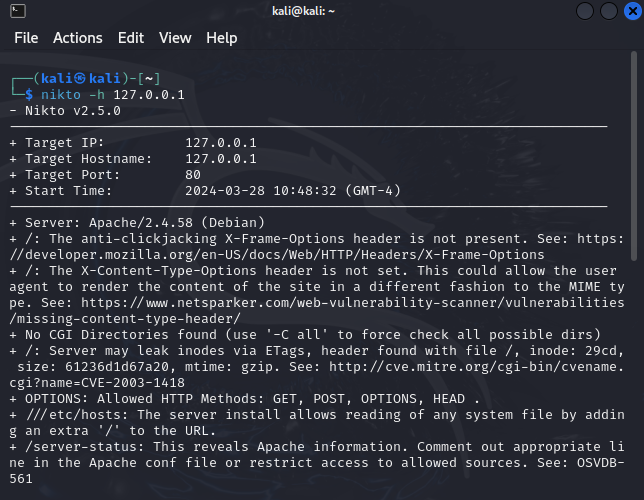 kali@kali: ~
File Actions Edit View Help
┌──(kali㉿kali)-[~]
└─$ nikto -h 127.0.0.1
- Nikto v2.5.0
---------------------------------------------------------------------------
+ Target IP:          127.0.0.1
+ Target Hostname:    127.0.0.1
+ Target Port:        80
+ Start Time:         2024-03-28 10:48:32 (GMT-4)
---------------------------------------------------------------------------
+ Server: Apache/2.4.58 (Debian)
+ /: The anti-clickjacking X-Frame-Options header is not present. See: https:
//developer.mozilla.org/en-US/docs/Web/HTTP/Headers/X-Frame-Options
+ /: The X-Content-Type-Options header is not set. This could allow the user
agent to render the content of the site in a different fashion to the MIME ty
pe. See: https://www.netsparker.com/web-vulnerability-scanner/vulnerabilities
/missing-content-type-header/
+ No CGI Directories found (use '-C all' to force check all possible dirs)
+ /: Server may leak inodes via ETags, header found with file /, inode: 29cd,
 size: 61236d1d67a20, mtime: gzip. See: http://cve.mitre.org/cgi-bin/cvename.
cgi?name=CVE-2003-1418
+ OPTIONS: Allowed HTTP Methods: GET, POST, OPTIONS, HEAD .
+ ///etc/hosts: The server install allows reading of any system file by addin
g an extra '/' to the URL.
+ /server-status: This reveals Apache information. Comment out appropriate li
ne in the Apache conf file or restrict access to allowed sources. See: OSVDB-
561